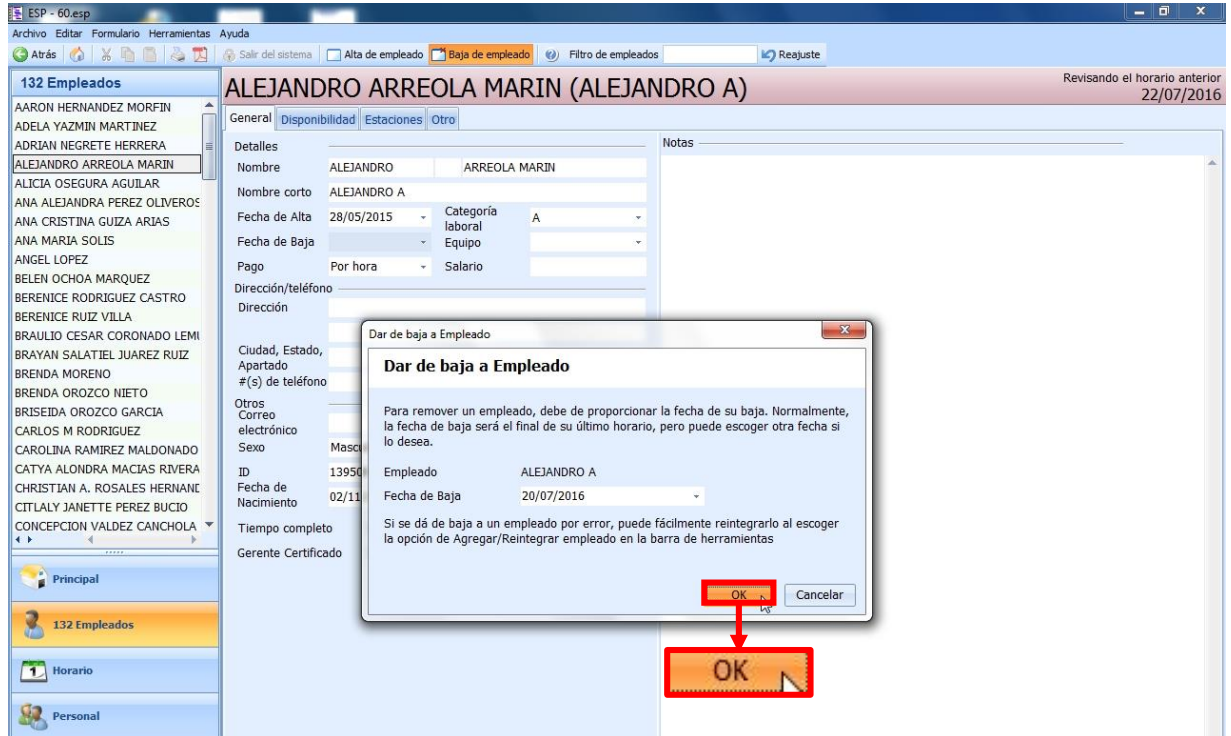 ESP - 60.esp
Archivo Editar Formulario Herramientas Ayuda
Atrás Salir del sistema Alta de empleado Baja de empleado Filtro de empleados Reajuste
132 Empleados
AARON HERNANDEZ MORFIN
ADELA YAZMIN MARTINEZ
ADRIAN NEGRETE HERRERA
ALEJANDRO ARREOLA MARIN
ALICIA OSEGURA AGUILAR
ANA ALEJANDRA PEREZ OLIVEROS
ANA CRISTINA GUIZA ARIAS
ANA MARIA SOLIS
ANGEL LOPEZ
BELEN OCHOA MARQUEZ
BERENICE RODRIGUEZ CASTRO
BERENICE RUIZ VILLA
BRAULIO CESAR CORONADO LEMU
BRAYAN SALATIEL JUAREZ RUIZ
BRENDA MORENO
BRENDA OROZCO NIETO
BRISEIDA OROZCO GARCIA
CARLOS M RODRIGUEZ
CAROLINA RAMIREZ MALDONADO
CATYA ALONDRA MACIAS RIVERA
CHRISTIAN A. ROSALES HERNAND
CITLALY JANETTE PEREZ BUCIO
CONCEPCION VALDEZ CANCHOLA
Principal
132 Empleados
1 Horario
Personal
ALEJANDRO ARREOLA MARIN (ALEJANDRO A)
Revisando el horario anterior
22/07/2016
General Disponibilidad Estaciones Otro
Detalles
Nombre ALEJANDRO ARREOLA MARIN
Nombre corto ALEJANDRO A
Fecha de Alta 28/05/2015 Categoría laboral A
Fecha de Baja Equipo
Pago Por hora Salario
Dirección/teléfono
Dirección
Ciudad, Estado,
Apartado
#(s) de teléfono
Otros
Correo
electrónico
Sexo Mascu
ID 13950
Fecha de
Nacimiento 02/11
Tiempo completo
Gerente Certificado
Notas
Dar de baja a Empleado
Dar de baja a Empleado
Para remover un empleado, debe de proporcionar la fecha de su baja. Normalmente,
la fecha de baja será el final de su último horario, pero puede escoger otra fecha si
lo desea.
Empleado ALEJANDRO A
Fecha de Baja 20/07/2016
Si se dá de baja a un empleado por error, puede fácilmente reintegrarlo al escoger
la opción de Agregar/Reintegrar empleado en la barra de herramientas
OK Cancelar
OK